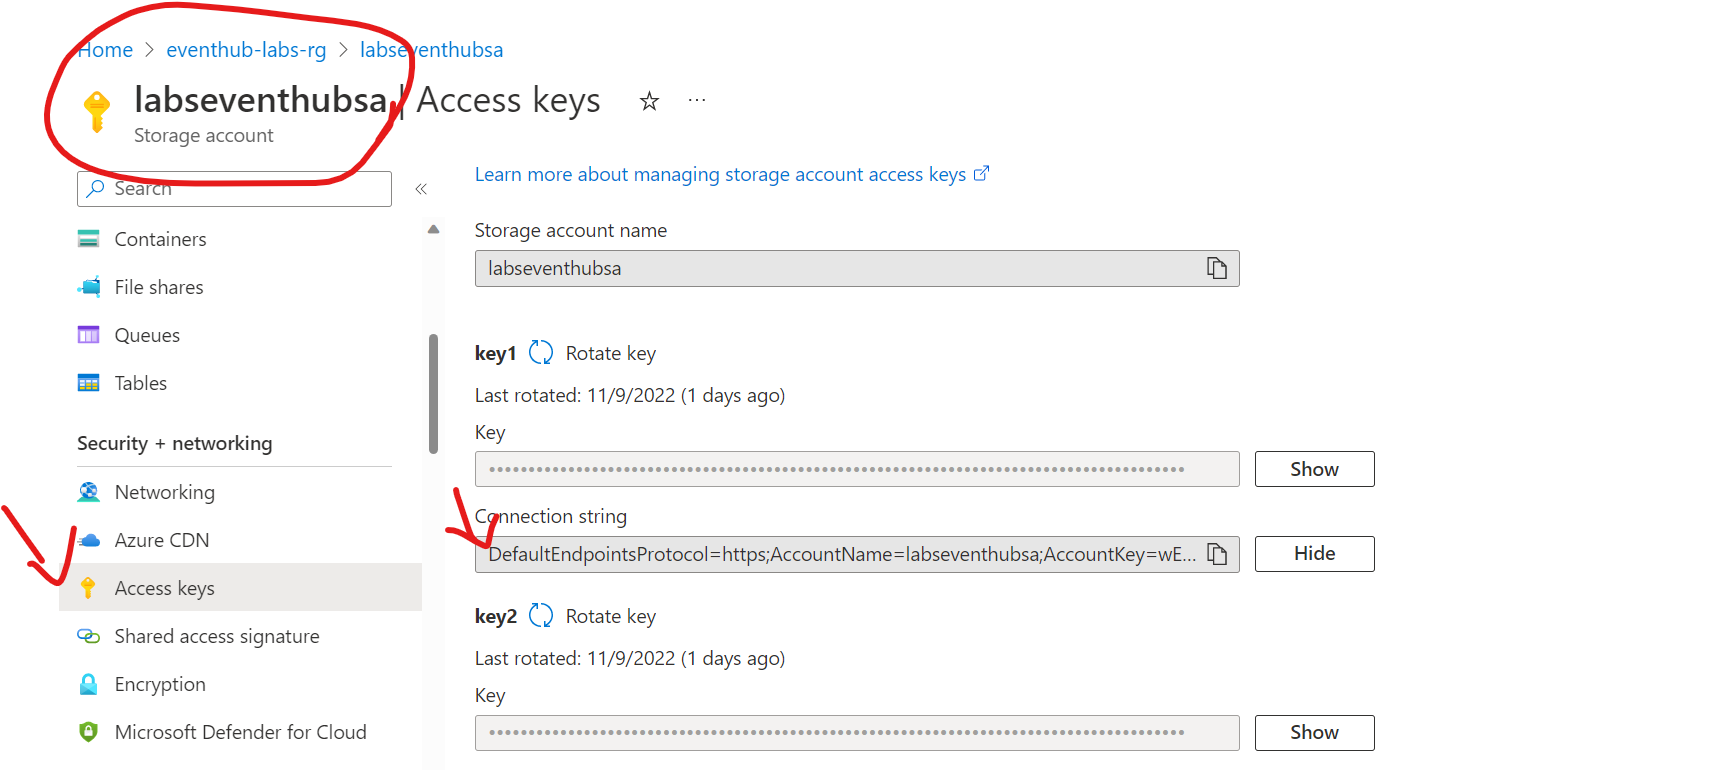 Home > eventhub-labs-rg > labseventhubsa
labseventhubsa | Access keys
Storage account
Search
Containers
File shares
Queues
Tables
Security + networking
Networking
Azure CDN
Access keys
Shared access signature
Encryption
Microsoft Defender for Cloud
Learn more about managing storage account access keys
Storage account name
labseventhubsa
key1 Rotate key
Last rotated: 11/9/2022 (1 days ago)
Key
Show
Connection string
DefaultEndpointsProtocol=https;AccountName=labseventhubsa;AccountKey=wE...
Hide
key2 Rotate key
Last rotated: 11/9/2022 (1 days ago)
Key
Show